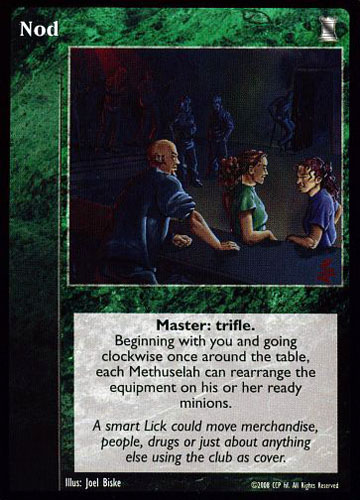 Nod
Master: trifle.
Beginning with you and going
clockwise once around the table,
each Methuselah can rearrange the
equipment on his or her ready
minions.
A smart Lick could move merchandise,
people, drugs or just about anything
else using the club as cover.
Illus: Joel Biske
©2008 CCP hf. All Rights Reserved